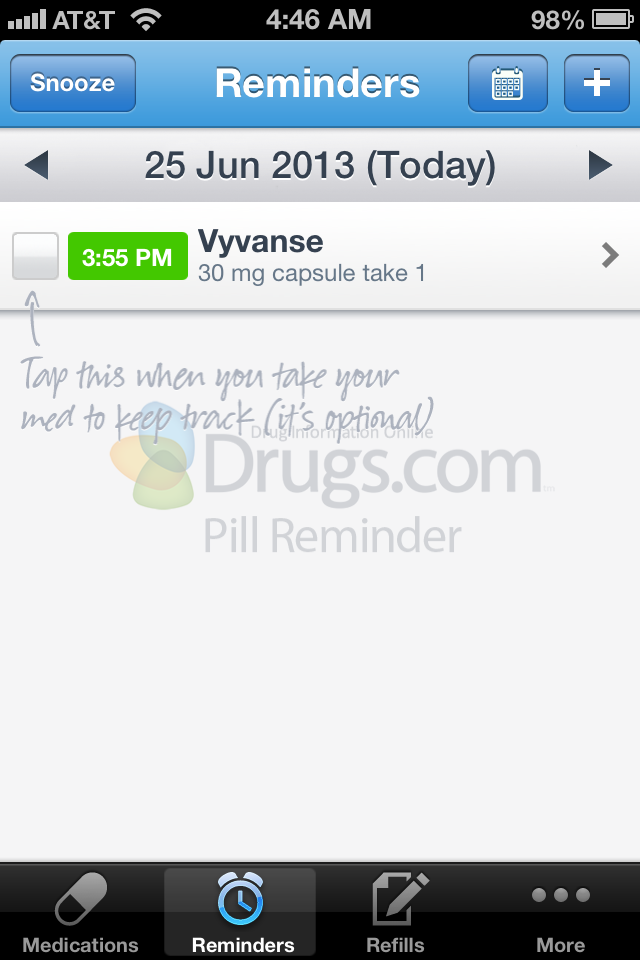 AT&T 4:46 AM 98%
Snooze Reminders
25 Jun 2013 (Today)
3:55 PM Vyvanse
30 mg capsule take 1
Tap this when you take your
med to keep track (it's optional)
Drug Information Online
Drugs.com™
Pill Reminder
Medications Reminders Refills More